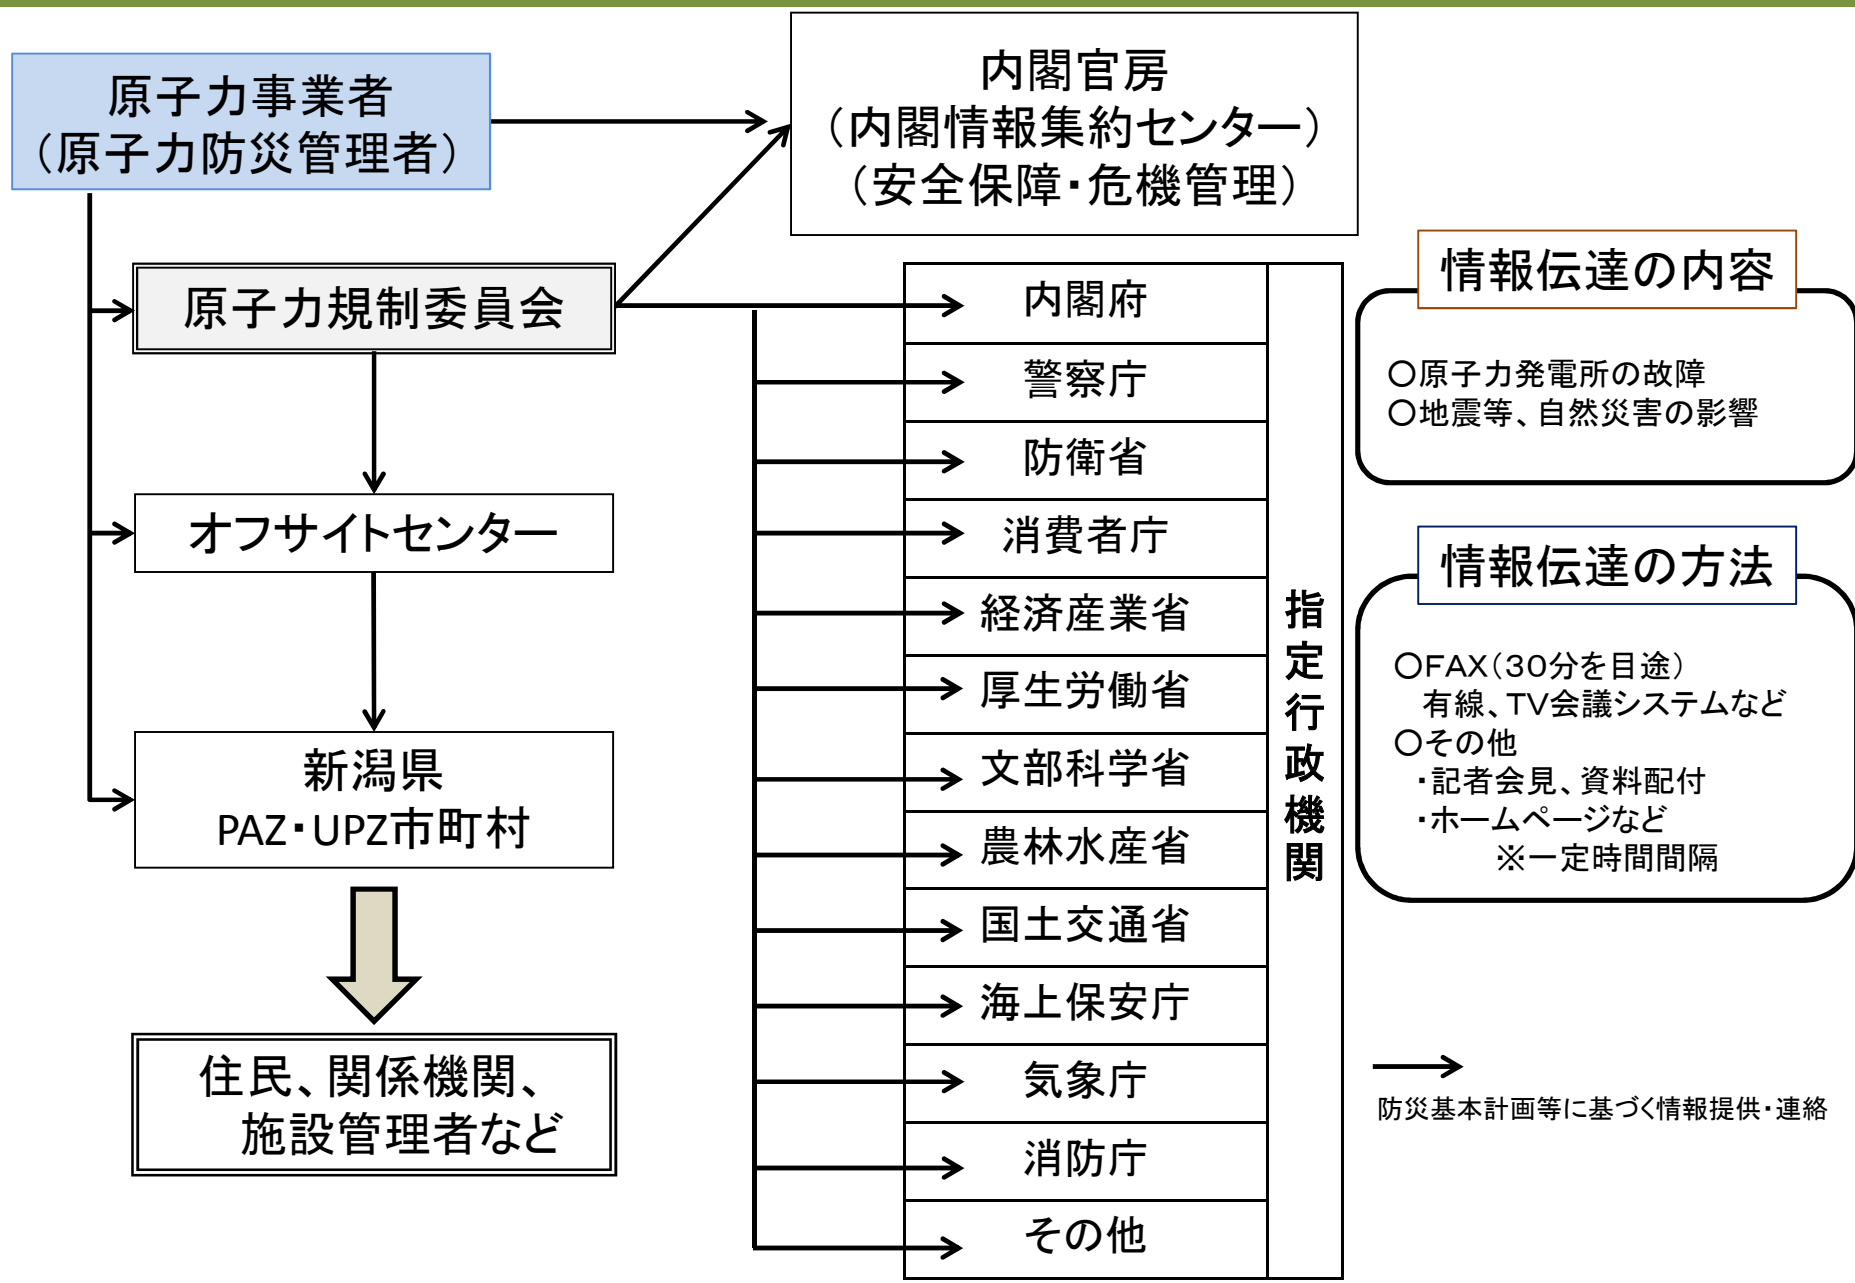 原子力事業者
（原子力防災管理者）
内閣官房
（内閣情報集約センター）
（安全保障・危機管理）
原子力規制委員会
オフサイトセンター
新潟県
PAZ・UPZ市町村
住民、関係機関、
施設管理者など
内閣府
警察庁
防衛省
消費者庁
経済産業省
厚生労働省
文部科学省
農林水産省
国土交通省
海上保安庁
気象庁
消防庁
その他
指定行政機関
情報伝達の内容
○原子力発電所の故障
○地震等、自然災害の影響
情報伝達の方法
○FAX（30分を目途）
有線、TV会議システムなど
○その他
・記者会見、資料配付
・ホームページなど
※一定時間間隔
防災基本計画等に基づく情報提供・連絡